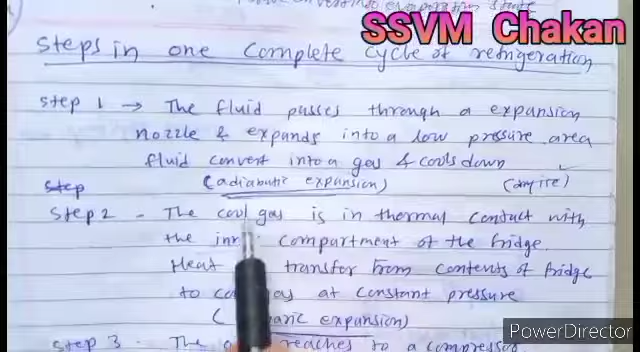 SSVM Chakan
Steps in one complete cycle of refrigeration
Step 1 → The fluid passes through a expansion
nozzle & expands into a low pressure area
fluid convert into a gas & cools down
Step (adiabatic expansion)
Step 2 - The cool gas is in thermal contact with
the compartment of the fridge.
Heat transfer from contents of fridge
to gas at constant pressure
( expansion)
PowerDirector
Step 3 - The reaches to a compressor